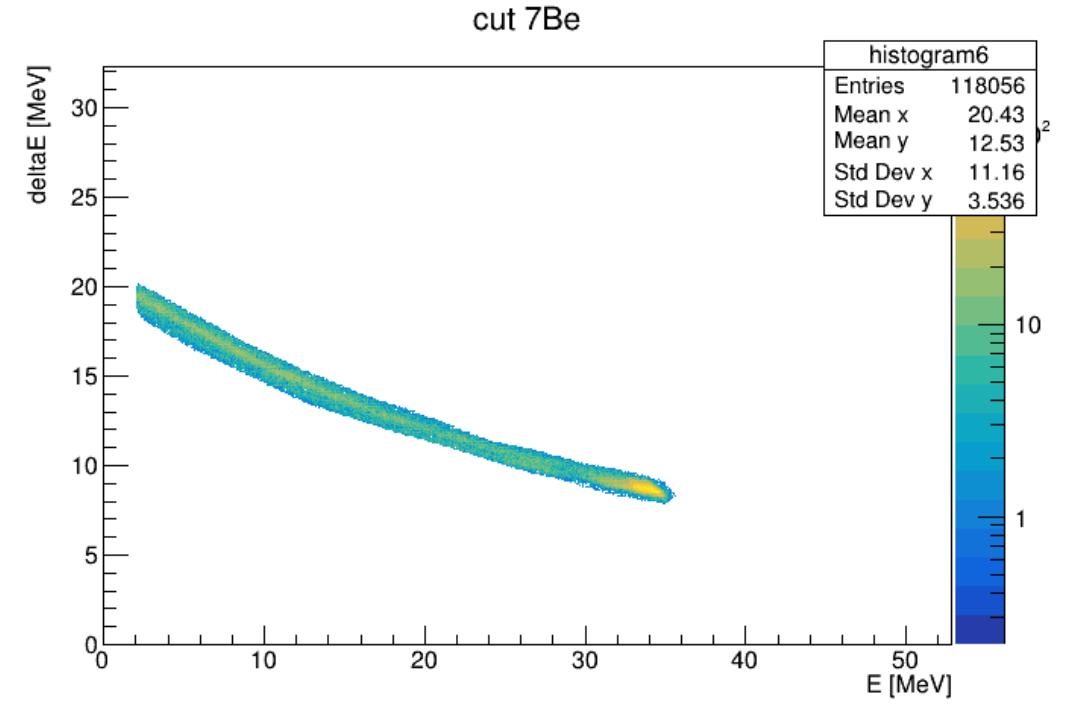 cut 7Be
histogram6
Entries 118056
Mean x 20.43
Mean y 12.53
Std Dev x 11.16
Std Dev y 3.536
deltaE [MeV]
30
25
20
15
10
5
0
0 10 20 30 40 50
E [MeV]
2
10
1